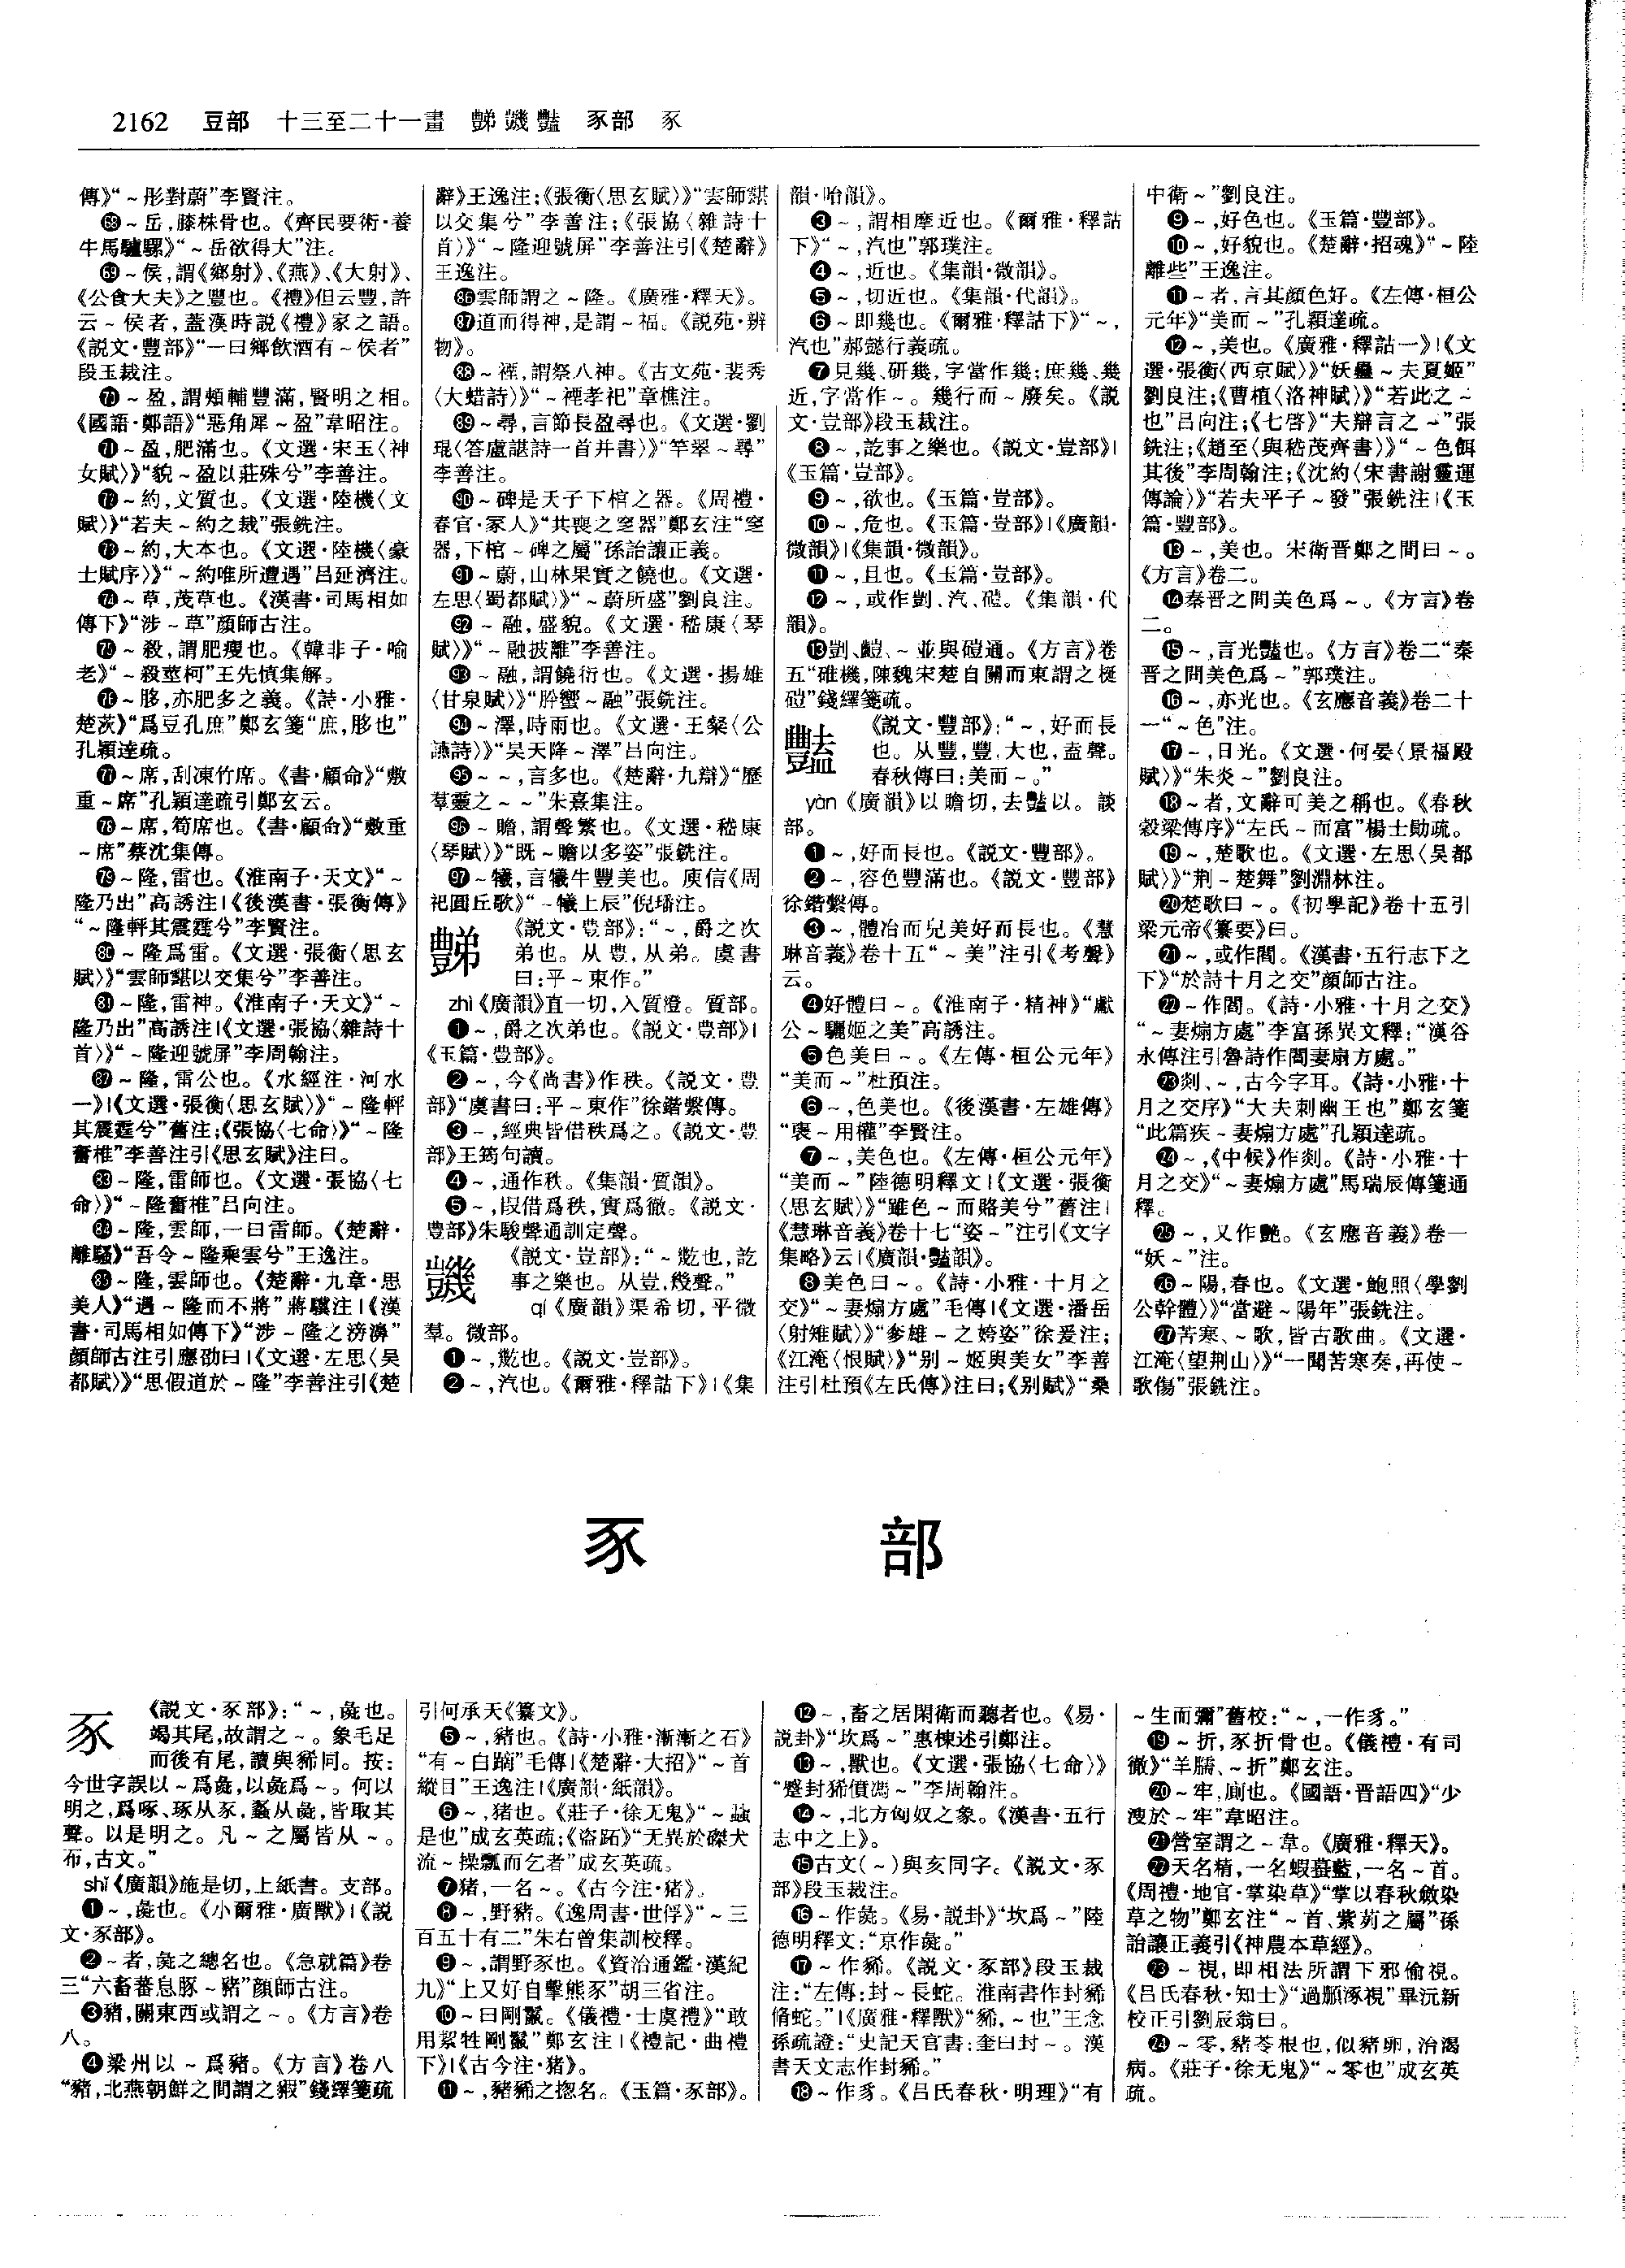 2162 豆部 十三至二十一畫 豑 䜪 豔 豕部 豕
傳》“～彤對蔚”李賢注。
68～岳,膝株骨也。《齊民要術·養
牛馬驢騾》“～岳欲得大”注。
69～侯,謂《鄉射》、《燕》、《大射》、
《公食大夫》之豐也。《禮》但云豐,許
云～侯者,蓋漢時説《禮》家之語。
《説文·豐部》“一曰鄉飲酒有～侯者”
段玉裁注。
70～盈,謂頰輔豐滿,賢明之相。
《國語·鄭語》“惡角犀～盈”韋昭注。
71～盈,肥滿也。《文選·宋玉〈神
女賦〉》“貌～盈以莊殊兮”李善注。
72～約,文質也。《文選·陸機〈文
賦〉》“若夫～約之裁”張銑注。
73～約,大本也。《文選·陸機〈豪
士賦序〉》“～約唯所遭遇”吕延濟注。
74～草,茂草也。《漢書·司馬相如
傳下》“涉～草”顔師古注。
75～殺,謂肥瘦也。《韓非子·喻
老》“～殺莖柯”王先慎集解。
76～胗,亦肥多之義。《詩·小雅·
楚茨》“爲豆孔庶”鄭玄箋“庶,胗也”
孔穎達疏。
77～席,刮涷竹席。《書·顧命》“敷
重～席”孔穎達疏引鄭玄云。
78～席,筍席也。《書·顧命》“敷重
～席”蔡沈集傳。
79～隆,雷也。《淮南子·天文》“～
隆乃出”高誘注|《後漢書·張衡傳》
“～隆軒其震霆兮”李賢注。
80～隆爲雷。《文選·張衡〈思玄
賦〉》“雲師䨴以交集兮”李善注。
81～隆,雷神。《淮南子·天文》“～
隆乃出”高誘注|《文選·張協〈雜詩十
首〉》“～隆迎號屏”李周翰注。
82～隆,雷公也。《水經注·河水
一》|《文選·張衡〈思玄賦〉》“～隆軯
其震霆兮”舊注;《張協〈七命〉》“～隆
奮椎”李善注引《思玄賦》注曰。
83～隆,雷師也。《文選·張協〈七
命〉》“～隆奮椎”吕向注。
84～隆,雲師,一曰雷師。《楚辭·
離騷》“吾令～隆乘雲兮”王逸注。
85～隆,雲師也。《楚辭·九章·思
美人》“遇～隆而不將”蔣驥注|《漢
書·司馬相如傳下》“涉～隆之滂濞”
顔師古注引應劭曰|《文選·左思〈吴
都賦〉》“思假道於～隆”李善注引《楚
辭》王逸注;《張衡〈思玄賦〉》“雲師䨴
以交集兮”李善注;《張協〈雜詩十
首〉》“～隆迎號屏”李善注引《楚辭》
王逸注。
86雲師謂之～隆。《廣雅·釋天》。
87道而得神,是謂～福。《説苑·辨
物》。
88～禋,謂祭八神。《古文苑·裴秀
〈大蜡詩〉》“～禋孝祀”章樵注。
89～尋,言節長盈尋也。《文選·劉
琨〈答盧諶詩一首并書〉》“竿翠～尋”
李善注。
90～碑是天子下棺之器。《周禮·
春官·冢人》“共喪之窆器”鄭玄注“窆
器,下棺～碑之屬”孫詒讓正義。
91～蔚,山林果實之饒也。《文選·
左思〈蜀都賦〉》“～蔚所盛”劉良注。
92～融,盛貌。《文選·嵇康〈琴
賦〉》“～融披離”李善注。
93～融,謂饒衍也。《文選·揚雄
〈甘泉賦〉》“肸蠁～融”張銑注。
94～澤,時雨也。《文選·王粲〈公
讌詩〉》“昊天降～澤”吕向注。
95～～,言多也。《楚辭·九辯》“歷
羣靈之～～”朱熹集注。
96～贍,謂聲繁也。《文選·嵇康
〈琴賦〉》“既～贍以多姿”張銑注。
97～犧,言犧牛豐美也。庾信《周
祀圓丘歌》“～犧上辰”倪璠注。
豑 《説文·豊部》:“～,爵之次
弟也。从豊,从弟。虞書
曰:平～東作。”
zhì《廣韻》直一切,入質澄。質部。
❶～,爵之次弟也。《説文·豊部》|
《玉篇·豊部》。
❷～,今《尚書》作秩。《説文·豊
部》“虞書曰:平～東作”徐鍇繫傳。
❸～,經典皆借秩爲之。《説文·豊
部》王筠句讀。
❹～,通作秩。《集韻·質韻》。
❺～,叚借爲秩,實爲徹。《説文·
豊部》朱駿聲通訓定聲。
䜪 《説文·豈部》:“～,䜪也,訖
事之樂也。从豈,幾聲。”
qí《廣韻》渠希切,平微
羣。微部。
❶～,䜪也。《説文·豈部》。
❷～,汽也。《爾雅·釋詁下》|《集
韻·咍韻》。
❸～,謂相摩近也。《爾雅·釋詁
下》“～,汽也”郭璞注。
❹～,近也。《集韻·微韻》。
❺～,切近也。《集韻·代韻》。
❻～即幾也。《爾雅·釋詁下》“～,
汽也”郝懿行義疏。
❼見幾、研幾,字當作幾;庶幾、幾
近,字當作～。幾行而～廢矣。《説
文·豈部》段玉裁注。
❽～,訖事之樂也。《説文·豈部》|
《玉篇·豈部》。
❾～,欲也。《玉篇·豈部》。
❿～,危也。《玉篇·豈部》|《廣韻·
微韻》|《集韻·微韻》。
⓫～,且也。《玉篇·豈部》。
⓬～,或作剴、汽、磑。《集韻·代
韻》。
⓭剴、䶣、～並與磑通。《方言》卷
五“碓機,陳魏宋楚自關而東謂之梴
磑”錢繹箋疏。
豔 《説文·豐部》:“～,好而長
也。从豐,豐,大也,盍聲。
春秋傳曰:美而～。”
yàn《廣韻》以贍切,去豔以。談
部。
❶～,好而長也。《説文·豐部》。
❷～,容色豐滿也。《説文·豐部》
徐鍇繫傳。
❸～,體冶而皃美好而長也。《慧
琳音義》卷十五“～美”注引《考聲》
云。
❹好體曰～。《淮南子·精神》“獻
公～驪姬之美”高誘注。
❺色美曰～。《左傳·桓公元年》
“美而～”杜預注。
❻～,色美也。《後漢書·左雄傳》
“褒～用權”李賢注。
❼～,美色也。《左傳·桓公元年》
“美而～”陸德明釋文|《文選·張衡
〈思玄賦〉》“雖色～而賂美兮”舊注|
《慧琳音義》卷十七“姿～”注引《文字
集略》云|《廣韻·豔韻》。
❽美色曰～。《詩·小雅·十月之
交》“～妻煽方處”毛傳|《文選·潘岳
〈射雉賦〉》“奓雄～之姱姿”徐爰注;
《江淹〈恨賦〉》“别～姬與美女”李善
注引杜預《左氏傳》注曰;《别賦》“桑
中衛～”劉良注。
❾～,好色也。《玉篇·豐部》。
❿～,好貌也。《楚辭·招魂》“～陸
離些”王逸注。
⓫～者,言其顔色好。《左傳·桓公
元年》“美而～”孔穎達疏。
⓬～,美也。《廣雅·釋詁一》|《文
選·張衡〈西京賦〉》“妖蠱～夫夏姬”
劉良注;《曹植〈洛神賦〉》“若此之～
也”吕向注;《七啓》“夫辯言之～”張
銑注;《趙至〈與嵇茂齊書〉》“～色餌
其後”李周翰注;《沈約〈宋書謝靈運
傳論〉》“若夫平子～發”張銑注|《玉
篇·豐部》。
⓭～,美也。宋衛晉鄭之間曰～。
《方言》卷二。
⓮秦晉之間美色爲～。《方言》卷
二。
⓯～,言光豔也。《方言》卷二“秦
晉之間美色爲～”郭璞注。
⓰～,亦光也。《玄應音義》卷二十
一“～色”注。
⓱～,日光。《文選·何晏〈景福殿
賦〉》“朱炎～”劉良注。
⓲～者,文辭可美之稱也。《春秋
穀梁傳序》“左氏～而富”楊士勛疏。
⓳～,楚歌也。《文選·左思〈吴都
賦〉》“荆～楚舞”劉淵林注。
⓴楚歌曰～。《初學記》卷十五引
梁元帝《纂要》曰。
21～,或作閻。《漢書·五行志下之
下》“於詩十月之交”顔師古注。
22～作閻。《詩·小雅·十月之交》
“～妻煽方處”李富孫異文釋:“漢谷
永傳注引魯詩作閻妻扇方處。”
23剡、～,古今字耳。《詩·小雅·十
月之交序》“大夫刺幽王也”鄭玄箋
“此篇疾～妻煽方處”孔穎達疏。
24～,《中候》作剡。《詩·小雅·十
月之交》“～妻煽方處”馬瑞辰傳箋通
釋。
25～,又作艷。《玄應音義》卷一
“妖～”注。
26～陽,春也。《文選·鮑照〈學劉
公幹體〉》“當避～陽年”張銑注。
27苦寒、～歌,皆古歌曲。《文選·
江淹〈望荆山〉》“一聞苦寒奏,再使～
歌傷”張銑注。
豕 部
豕 《説文·豕部》:“～,彘也。
竭其尾,故謂之～。象毛足
而後有尾,讀與豨同。按:
今世字誤以～爲彘,以彘爲～。何以
明之,爲啄、琢从豖,蟸从彘,皆取其
聲。以是明之。凡～之屬皆从～。
𢁓,古文。”
shǐ《廣韻》施是切,上紙書。支部。
❶～,彘也。《小爾雅·廣獸》|《説
文·豕部》。
❷～者,彘之總名也。《急就篇》卷
三“六畜蕃息豚～豬”顔師古注。
❸豬,關東西或謂之～。《方言》卷
八。
❹梁州以～爲豬。《方言》卷八
“豬,北燕朝鮮之間謂之豭”錢繹箋疏
引何承天《纂文》。
❺～,豬也。《詩·小雅·漸漸之石》
“有～白蹢”毛傳|《楚辭·大招》“～首
縱目”王逸注|《廣韻·紙韻》。
❻～,猪也。《莊子·徐无鬼》“～蝨
是也”成玄英疏;《盗跖》“无異於磔犬
流～操瓢而乞者”成玄英疏。
❼猪,一名～。《古今注·猪》。
❽～,野豬。《逸周書·世俘》“～三
百五十有二”朱右曾集訓校釋。
❾～,謂野豕也。《資治通鑑·漢紀
九》“上又好自擊熊豕”胡三省注。
❿～曰剛鬣。《儀禮·士虞禮》“敢
用絜牲剛鬣”鄭玄注|《禮記·曲禮
下》|《古今注·猪》。
⓫～,豬豨之揔名。《玉篇·豕部》。
⓬～,畜之居閑衛而聽者也。《易·
説卦》“坎爲～”惠棟述引鄭注。
⓭～,獸也。《文選·張協〈七命〉》
“蹷封豨僨馮～”李周翰注。
⓮～,北方匈奴之象。《漢書·五行
志中之上》。
⓯古文(～)與亥同字。《説文·豕
部》段玉裁注。
⓰～作彘。《易·説卦》“坎爲～”陸
德明釋文:“京作彘。”
⓱～作豨。《説文·豕部》段玉裁
注:“左傳:封～長蛇。淮南書作封豨
脩蛇。”|《廣雅·釋獸》“豨,～也”王念
孫疏證:“史記天官書:奎曰封～。漢
書天文志作封豨。”
⓲～作豸。《吕氏春秋·明理》“有
～生而彌”舊校:“～,一作豸。”
⓳～折,豕折骨也。《儀禮·有司
徹》“羊臑、～折”鄭玄注。
⓴～牢,厠也。《國語·晋語四》“少
溲於～牢”韋昭注。
21營室謂之～韋。《廣雅·釋天》。
22天名精,一名蝦蟇藍,一名～首。
《周禮·地官·掌染草》“掌以春秋斂染
草之物”鄭玄注“～首、紫茢之屬”孫
詒讓正義引《神農本草經》。
23～視,即相法所謂下邪偷視。
《吕氏春秋·知士》“過䫉涿視”畢沅新
校正引劉辰翁曰。
24～零,豬苓根也,似豬卵,治渴
病。《莊子·徐无鬼》“～零也”成玄英
疏。